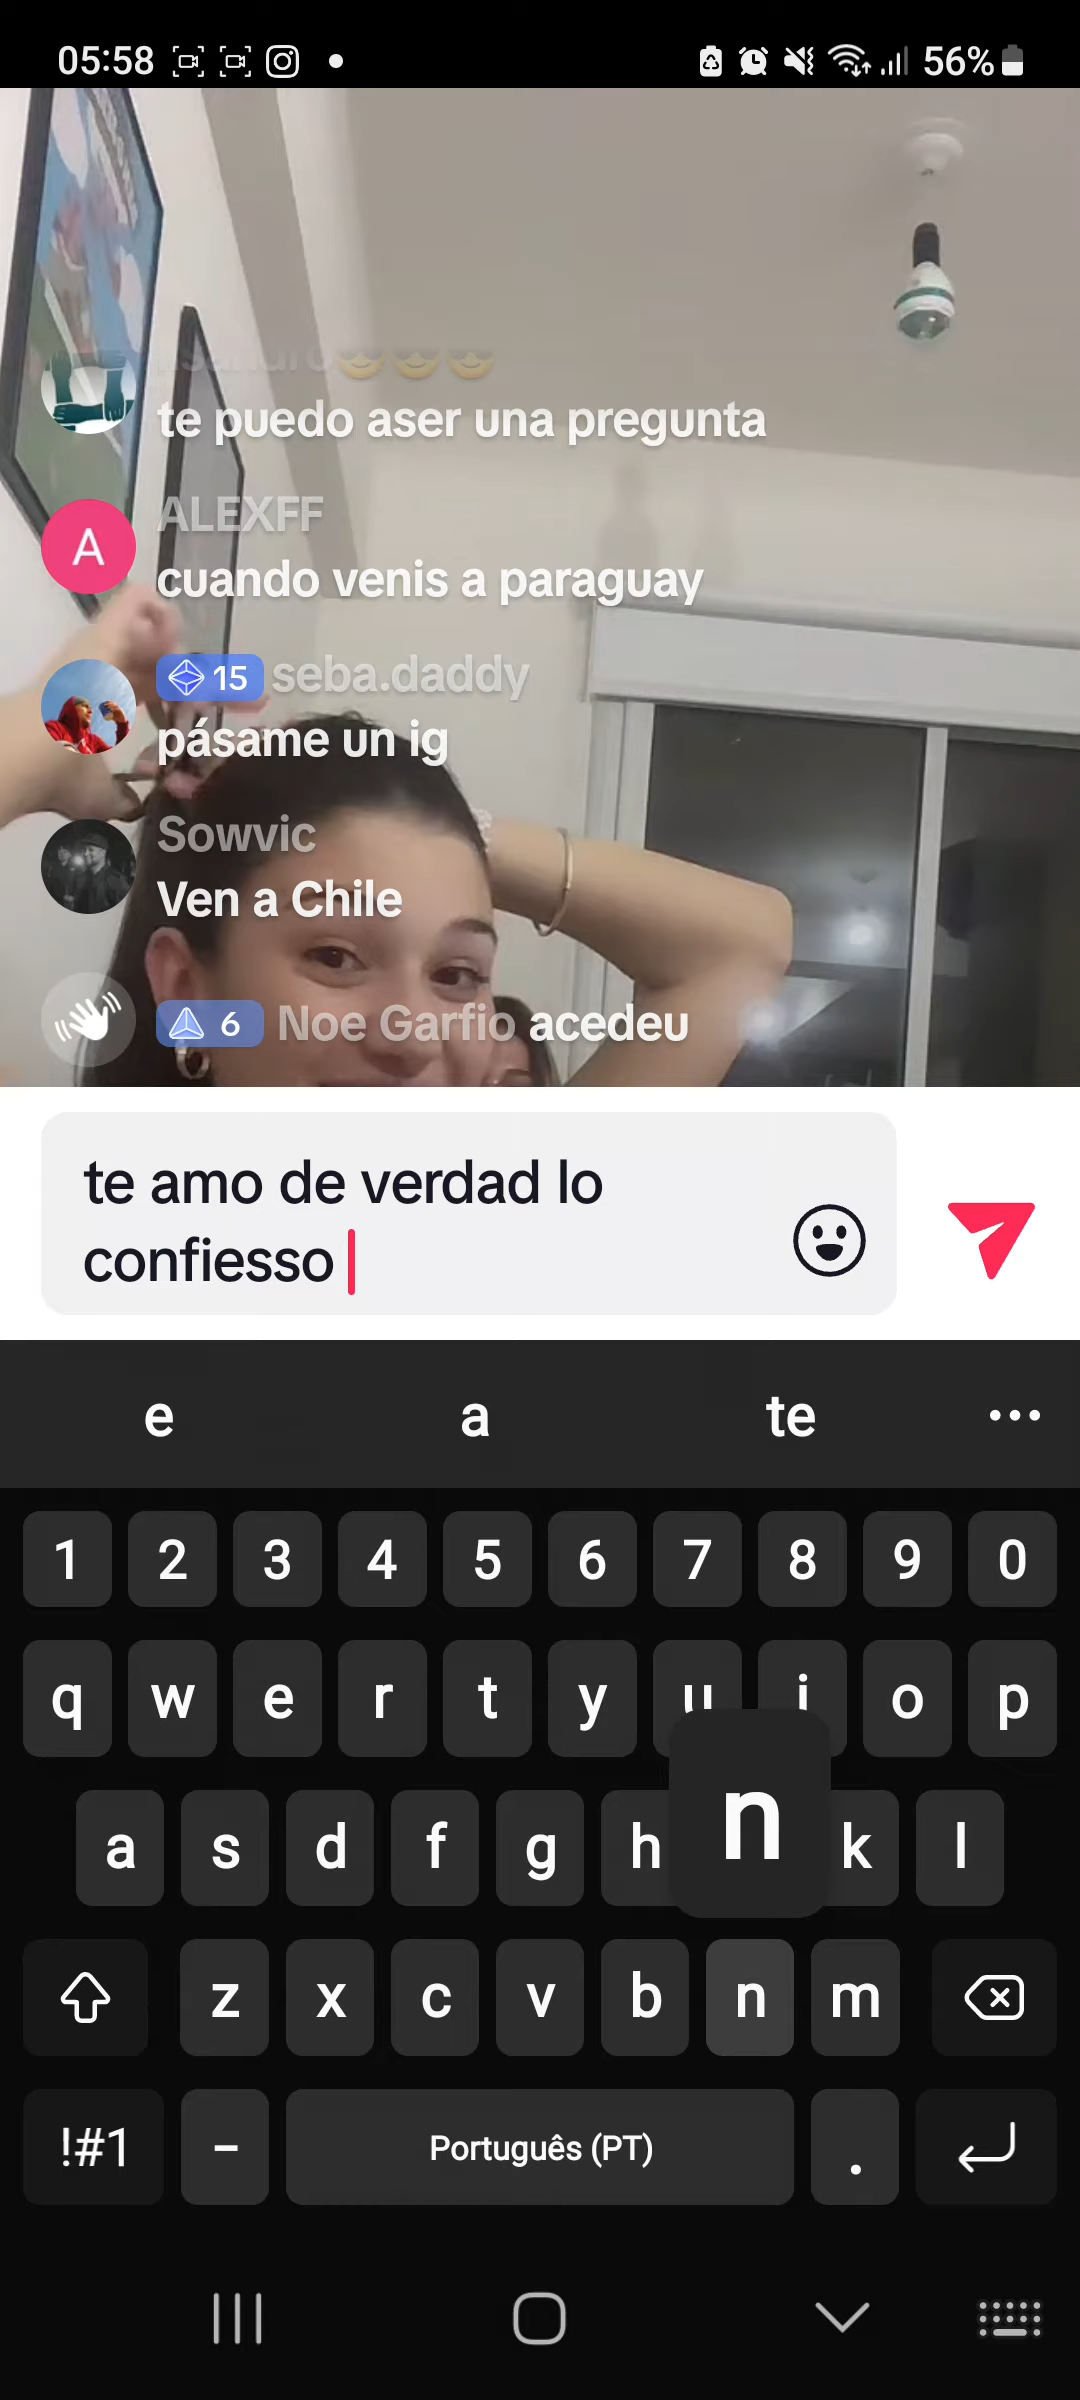 05:58
56%
te puedo aser una pregunta
ALEXFF
A
cuando venis a paraguay
15 seba.daddy
pásame un ig
Sowvic
Ven a Chile
6 Noe Garfio acedeu
te amo de verdad lo
confiesso
e a te
1 2 3 4 5 6 7 8 9 0
q w e r t y u i o p
a s d f g h n k l
z x c v b n m
!#1 - Português (PT) .